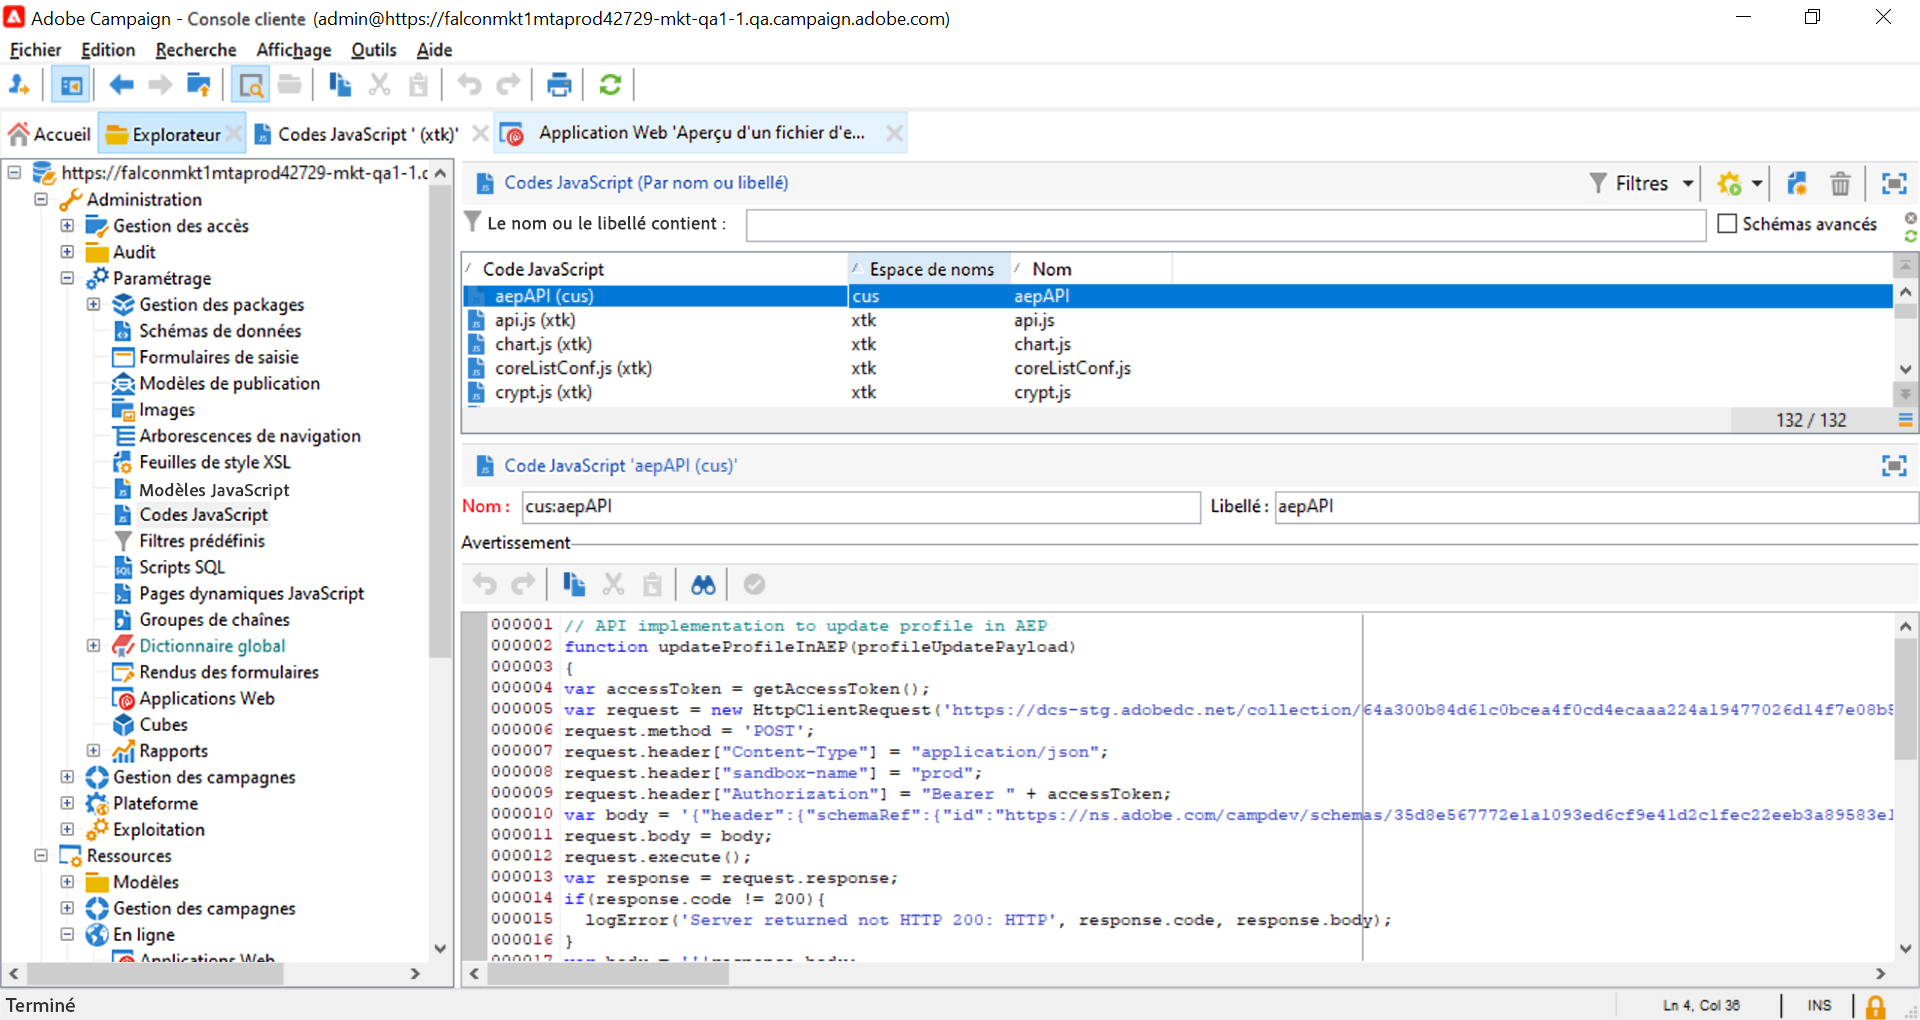 Adobe Campaign - Console cliente (admin@https://falconmkt1mtaprod42729-mkt-qa1-1.qa.campaign.adobe.com)
Fichier Edition Recherche Affichage Outils Aide
Accueil Explorateur Codes JavaScript ' (xtk)' Application Web 'Aperçu d'un fichier d'e...
https://falconmkt1mtaprod42729-mkt-qa1-1.c
Administration
Gestion des accès
Audit
Paramétrage
Gestion des packages
Schémas de données
Formulaires de saisie
Modèles de publication
Images
Arborescences de navigation
Feuilles de style XSL
Modèles JavaScript
Codes JavaScript
Filtres prédéfinis
Scripts SQL
Pages dynamiques JavaScript
Groupes de chaînes
Dictionnaire global
Rendus des formulaires
Applications Web
Cubes
Rapports
Gestion des campagnes
Plateforme
Exploitation
Ressources
Modèles
Gestion des campagnes
En ligne
Applications Web
Codes JavaScript (Par nom ou libellé) Filtres
Le nom ou le libellé contient : Schémas avancés
Code JavaScript Espace de noms Nom
aepAPI (cus) cus aepAPI
api.js (xtk) xtk api.js
chart.js (xtk) xtk chart.js
coreListConf.js (xtk) xtk coreListConf.js
crypt.js (xtk) xtk crypt.js
132 / 132
Code JavaScript 'aepAPI (cus)'
Nom : cus:aepAPI Libellé : aepAPI
Avertissement
000001 // API implementation to update profile in AEP
000002 function updateProfileInAEP(profileUpdatePayload)
000003 {
000004 var accessToken = getAccessToken();
000005 var request = new HttpClientRequest('https://dcs-stg.adobedc.net/collection/64a300b84d61c0bcea4f0cd4ecaaa224a19477026d14f7e08b5
000006 request.method = 'POST';
000007 request.header["Content-Type"] = "application/json";
000008 request.header["sandbox-name"] = "prod";
000009 request.header["Authorization"] = "Bearer " + accessToken;
000010 var body = '{"header":{"schemaRef":{"id":"https://ns.adobe.com/campdev/schemas/35d8e567772e1a1093ed6cf9e41d2c1fec22eeb3a89583e1
000011 request.body = body;
000012 request.execute();
000013 var response = request.response;
000014 if(response.code != 200){
000015 logError('Server returned not HTTP 200: HTTP', response.code, response.body);
000016 }
000017 var body = ''+response.body;
Terminé Ln 4, Col 36 INS